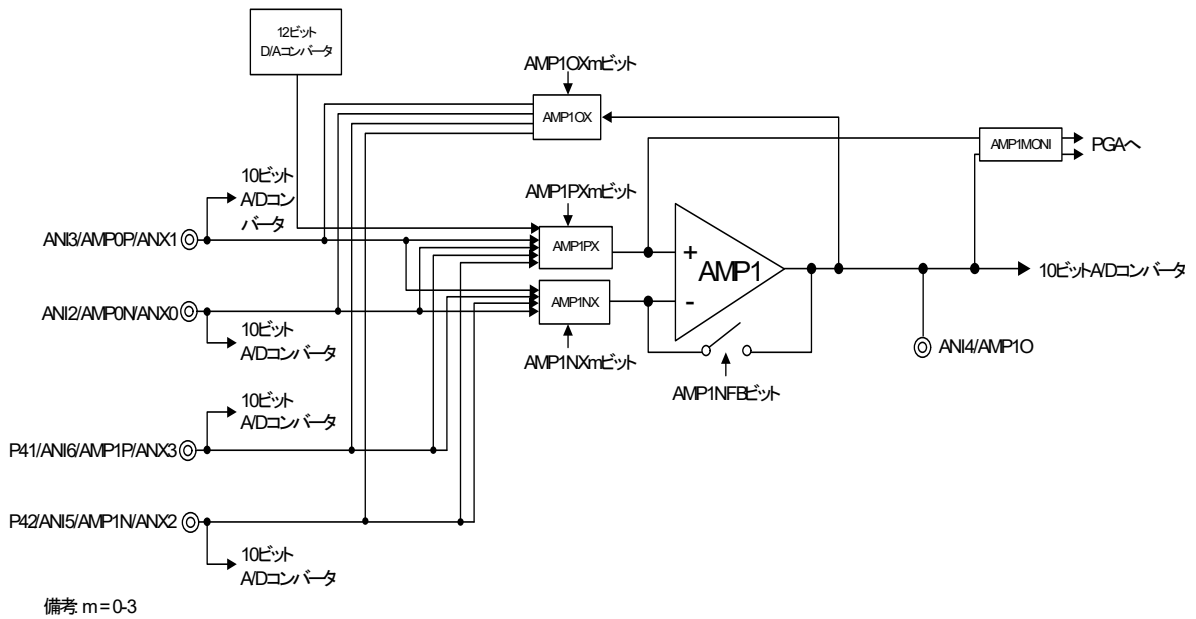 12ビット
D/Aコンバータ
AMP1OXmビット
AMP1OX
AMP1MONI
PGAへ
10ビット
A/Dコン
バータ
AMP1PXmビット
ANI3/AMP0P/ANX1
AMP1PX
+
AMP1
-
10ビットA/Dコンバータ
AMP1NX
ANI2/AMP0N/ANX0
10ビット
A/Dコンバータ
AMP1NXmビット
ANI4/AMP1O
AMP1NFBビット
10ビット
A/Dコンバータ
P41/ANI6/AMP1P/ANX3
P42/ANI5/AMP1N/ANX2
10ビット
A/Dコンバータ
備考 m = 0-3